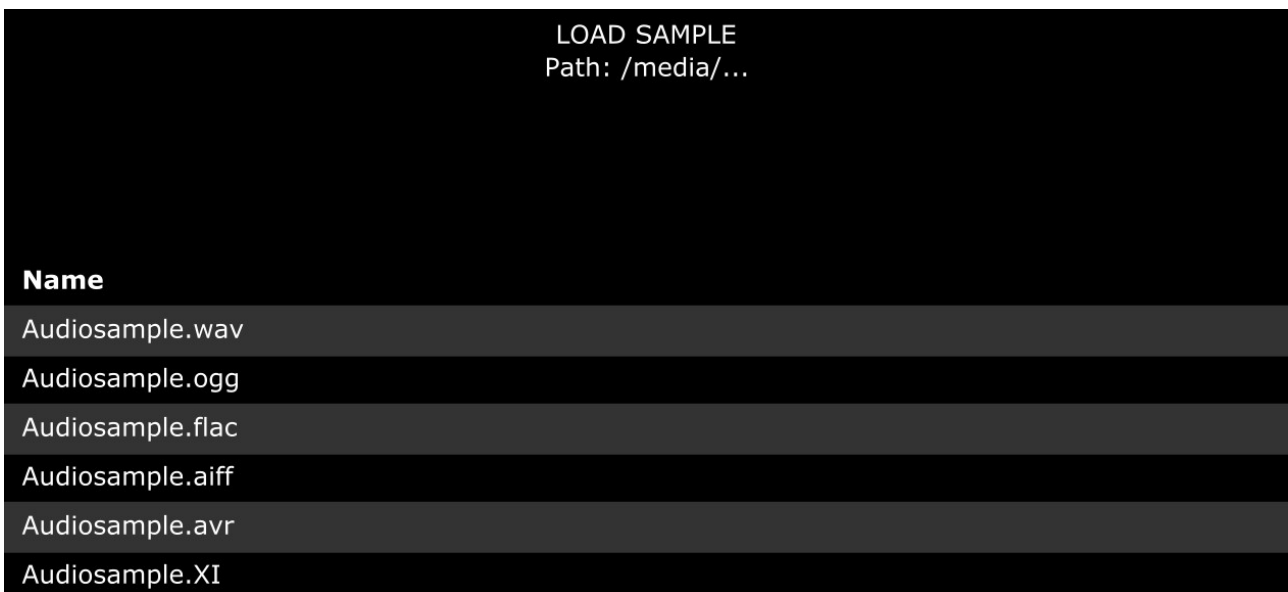 LOAD SAMPLE
Path: /media/...
Name
Audiosample.wav
Audiosample.ogg
Audiosample.flac
Audiosample.aiff
Audiosample.avr
Audiosample.XI